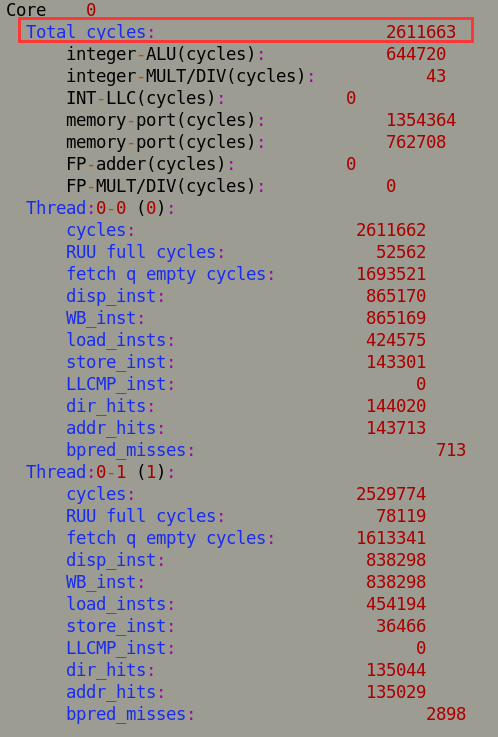 Core 0
Total cycles: 2611663
integer-ALU(cycles): 644720
integer-MULT/DIV(cycles): 43
INT-LLC(cycles): 0
memory-port(cycles): 1354364
memory-port(cycles): 762708
FP-adder(cycles): 0
FP-MULT/DIV(cycles): 0
Thread:0-0 (0):
cycles: 2611662
RUU full cycles: 52562
fetch q empty cycles: 1693521
disp_inst: 865170
WB_inst: 865169
load_insts: 424575
store_inst: 143301
LLCMP_inst: 0
dir_hits: 144020
addr_hits: 143713
bpred_misses: 713
Thread:0-1 (1):
cycles: 2529774
RUU full cycles: 78119
fetch q empty cycles: 1613341
disp_inst: 838298
WB_inst: 838298
load_insts: 454194
store_inst: 36466
LLCMP_inst: 0
dir_hits: 135044
addr_hits: 135029
bpred_misses: 2898